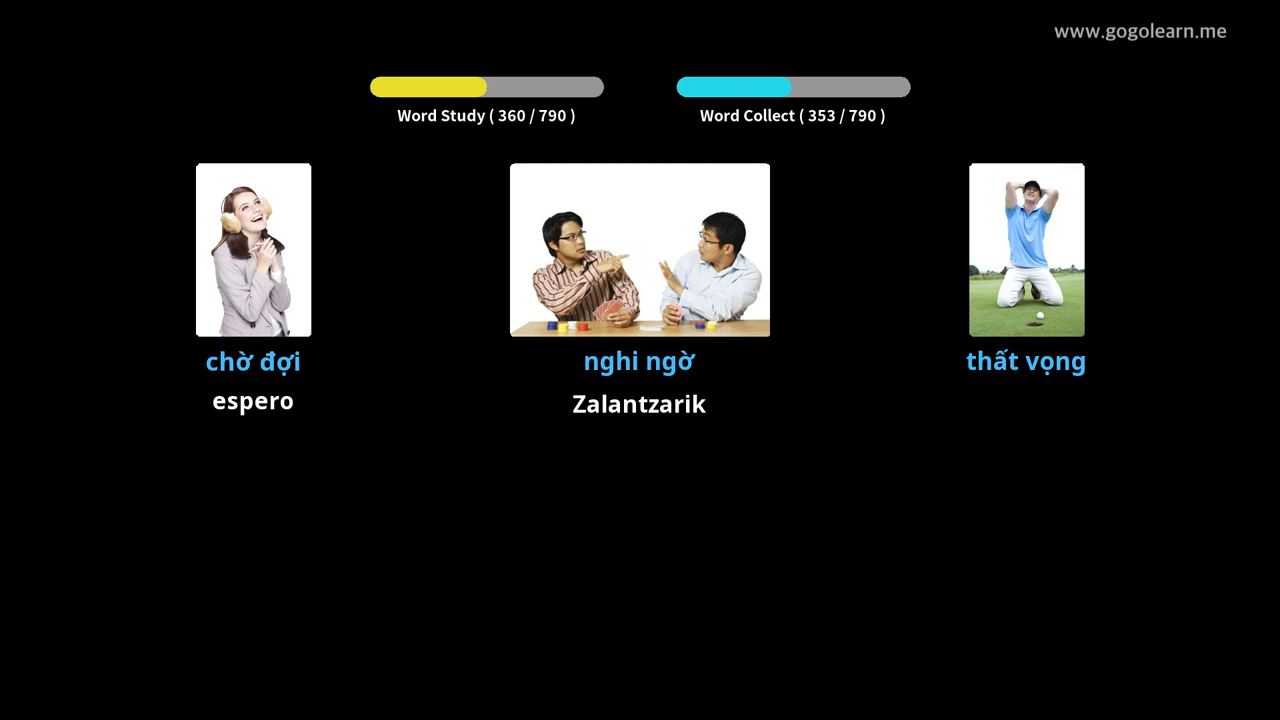 www.gogolearn.me
Word Study ( 360 / 790 )
Word Collect ( 353 / 790 )
chờ đợi
nghi ngờ
thất vọng
espero
Zalantzarik